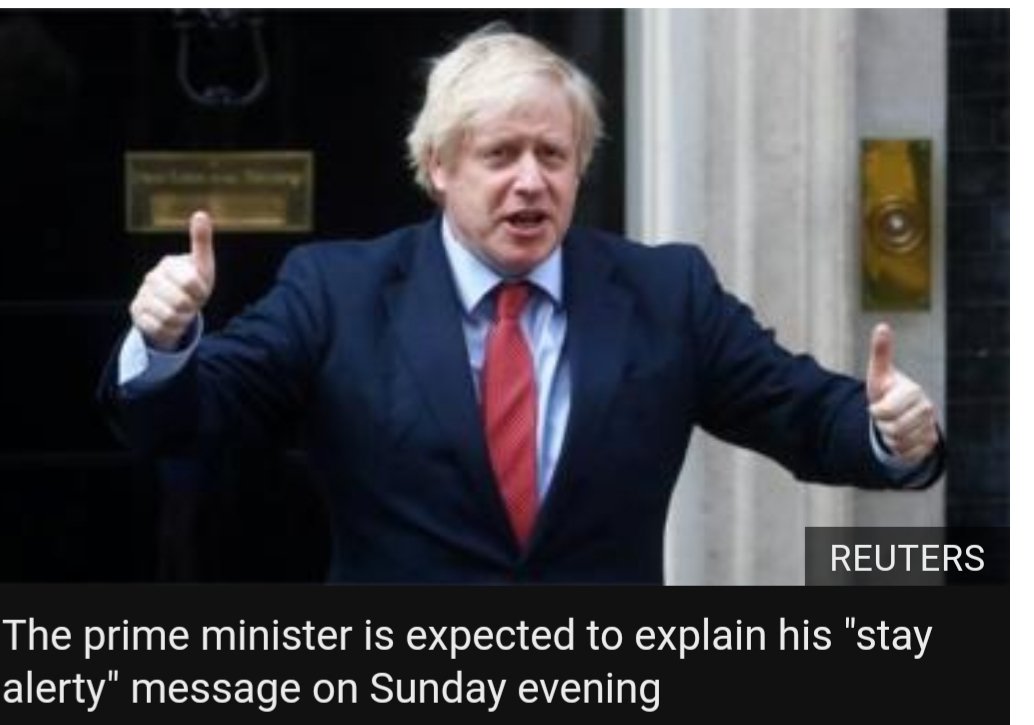 REUTERS
The prime minister is expected to explain his "stay
alerty" message on Sunday evening